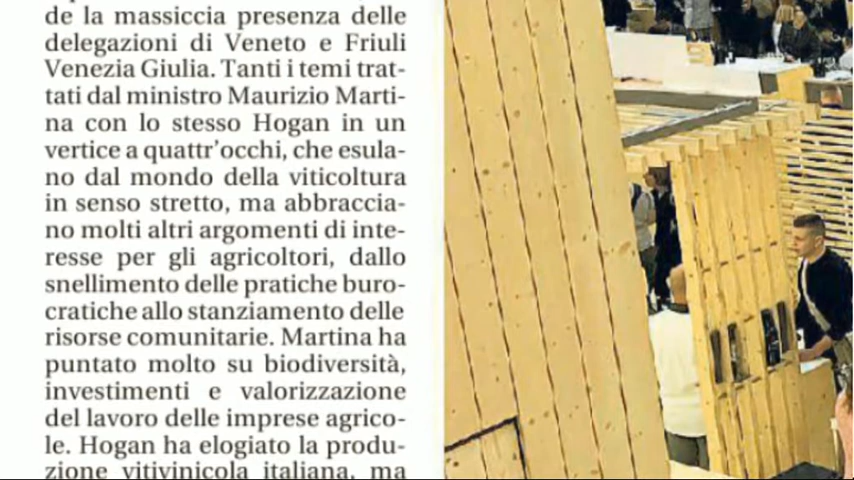 de la massiccia presenza delle
delegazioni di Veneto e Friuli
Venezia Giulia. Tanti i temi trat-
tati dal ministro Maurizio Marti-
na con lo stesso Hogan in un
vertice a quattr'occhi, che esula-
no dal mondo della viticoltura
in senso stretto, ma abbraccia-
no molti altri argomenti di inte-
resse per gli agricoltori, dallo
snellimento delle pratiche buro-
cratiche allo stanziamento delle
risorse comunitarie. Martina ha
puntato molto su biodiversità,
investimenti e valorizzazione
del lavoro delle imprese agrico-
le. Hogan ha elogiato la produ-
zione vitivinicola italiana, ma